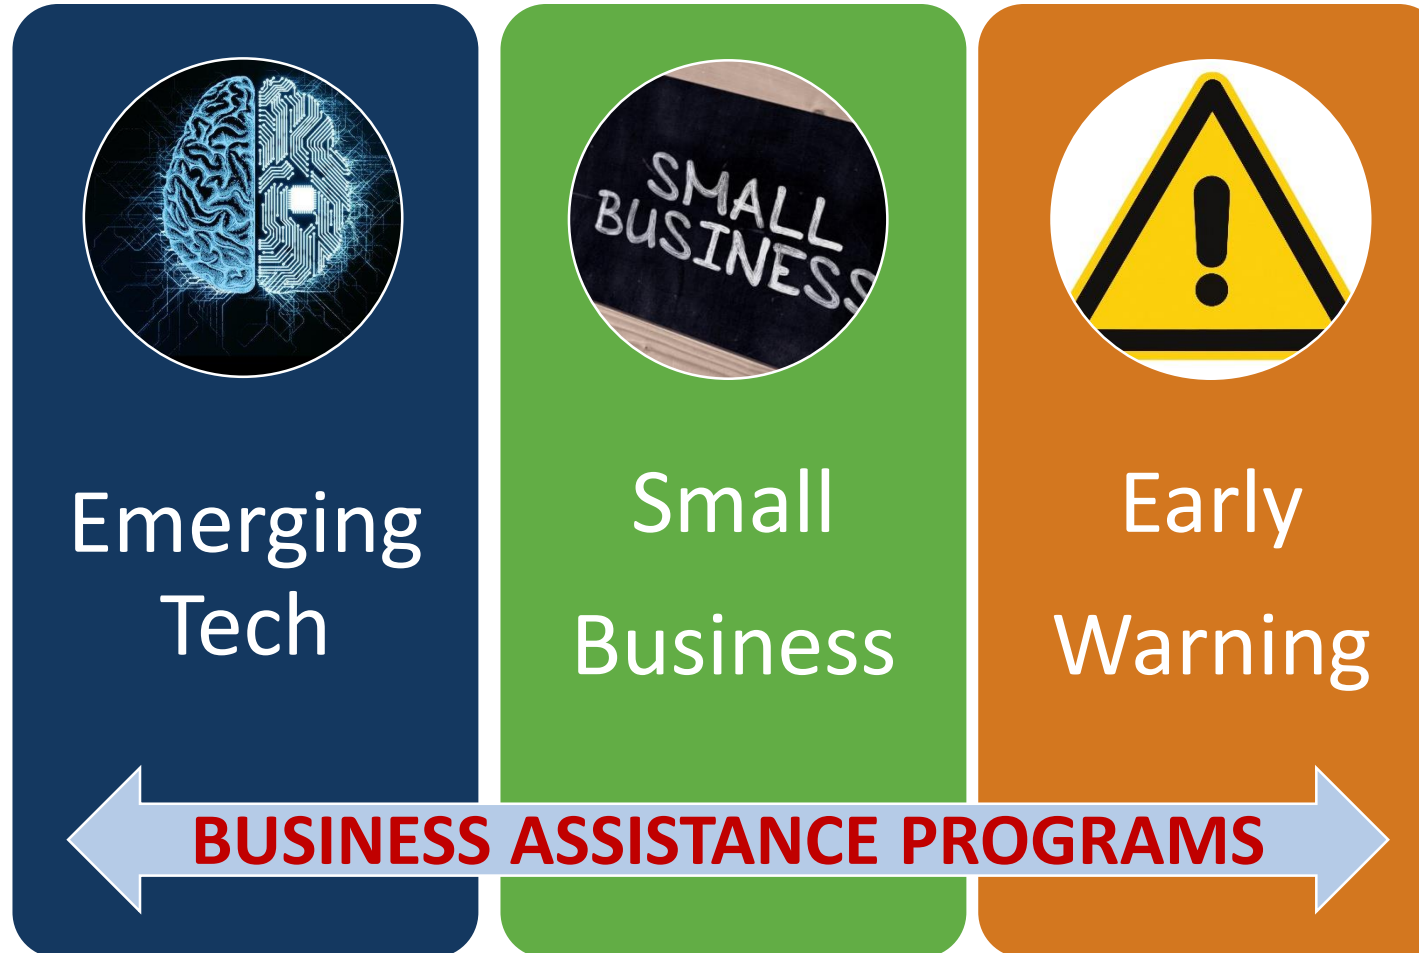 SMALL
BUSINESS
Emerging
Tech
Small
Business
Early
Warning
BUSINESS ASSISTANCE PROGRAMS